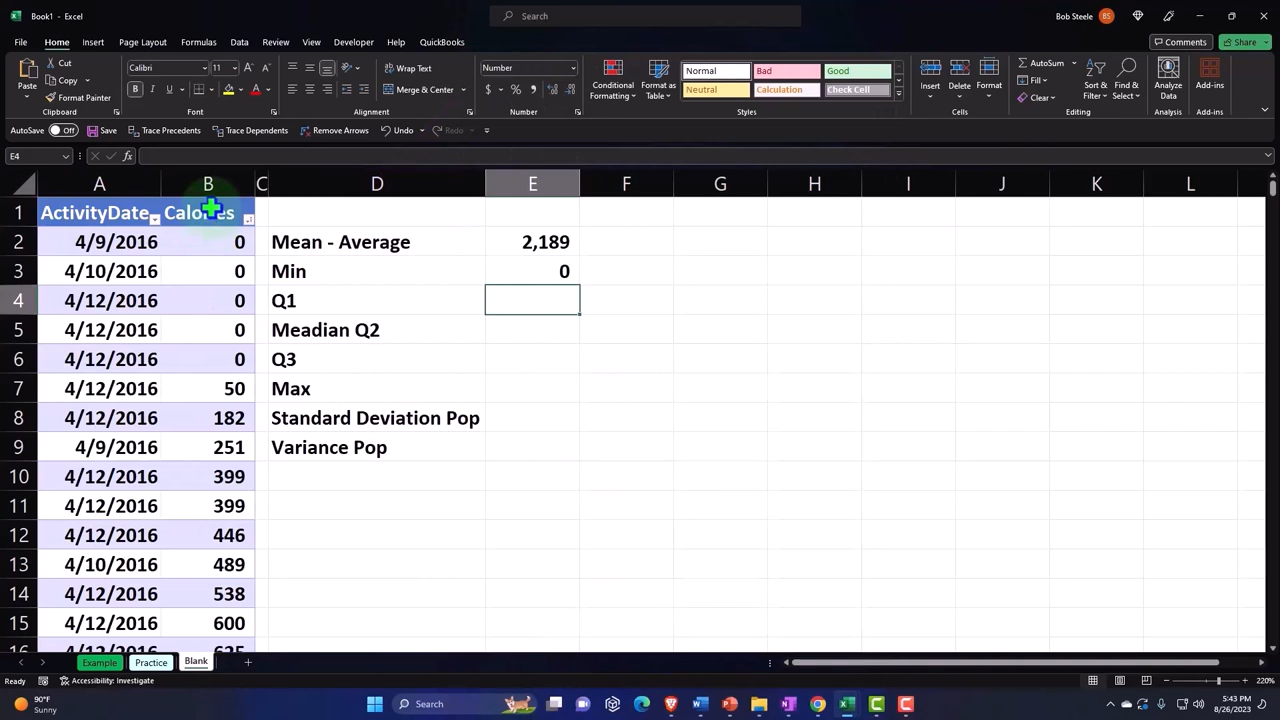 Book1 - Excel
Search
Bob Steele
BS
File
Home
Insert
Page Layout
Formulas
Data
Review
View
Developer
Help
QuickBooks
Comments
Share
Cut
Copy
Format Painter
Paste
Clipboard
Calibri
11
B
I
U
Font
Wrap Text
Merge & Center
Alignment
Number
$ % ,
Number
Conditional Formatting
Format as Table
Normal
Bad
Good
Neutral
Calculation
Check Cell
Styles
Insert
Delete
Format
Cells
AutoSum
Fill
Clear
Sort & Filter
Find & Select
Editing
Analyze Data
Analysis
Add-ins
Add-ins
AutoSave Off
Save
Trace Precedents
Trace Dependents
Remove Arrows
Undo
Redo
E4
fx
A B C D E F G H I J K L
1 ActivityDate Calories
2 4/9/2016 0 Mean - Average 2,189
3 4/10/2016 0 Min 0
4 4/12/2016 0 Q1
5 4/12/2016 0 Meadian Q2
6 4/12/2016 0 Q3
7 4/12/2016 50 Max
8 4/12/2016 182 Standard Deviation Pop
9 4/9/2016 251 Variance Pop
10 4/12/2016 399
11 4/12/2016 399
12 4/12/2016 446
13 4/10/2016 489
14 4/12/2016 538
15 4/12/2016 600
16 4/12/2016 625
Example
Practice
Blank
Ready
Accessibility: Investigate
220%
90°F
Sunny
Search
5:43 PM
8/26/2023